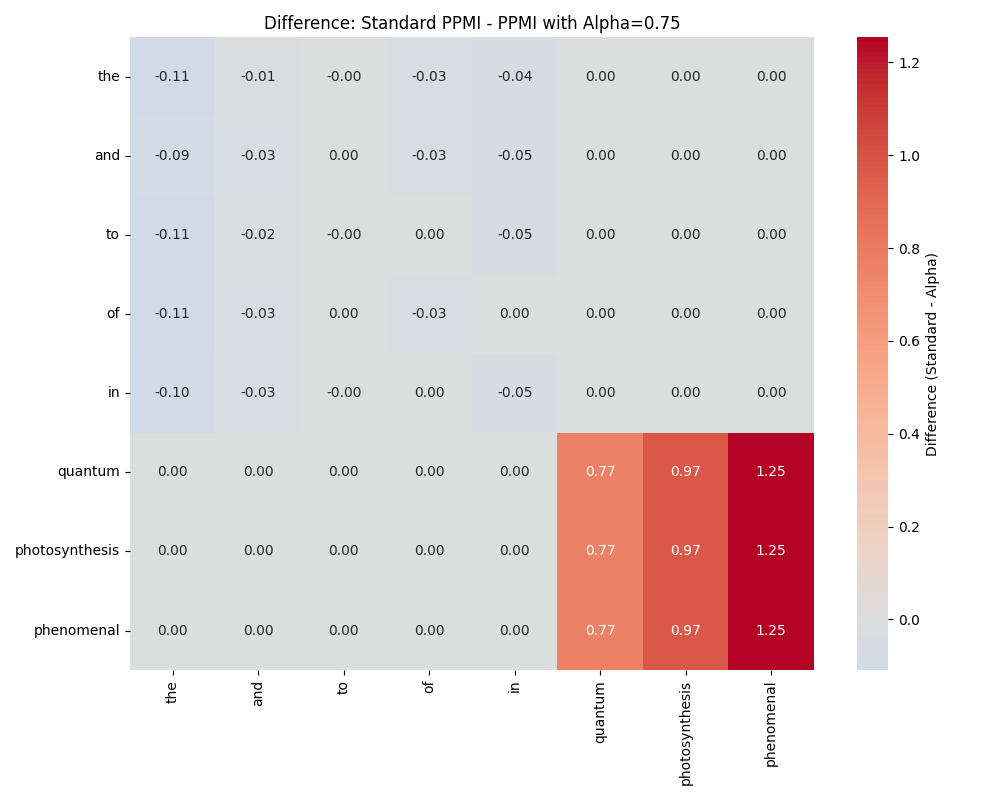 Difference: Standard PPMI - PPMI with Alpha=0.75
the -0.11 -0.01 -0.00 -0.03 -0.04 0.00 0.00 0.00
and -0.09 -0.03 0.00 -0.03 -0.05 0.00 0.00 0.00
to -0.11 -0.02 -0.00 0.00 -0.05 0.00 0.00 0.00
of -0.11 -0.03 0.00 -0.03 0.00 0.00 0.00 0.00
in -0.10 -0.03 -0.00 0.00 -0.05 0.00 0.00 0.00
quantum 0.00 0.00 0.00 0.00 0.00 0.77 0.97 1.25
photosynthesis 0.00 0.00 0.00 0.00 0.00 0.77 0.97 1.25
phenomenal 0.00 0.00 0.00 0.00 0.00 0.77 0.97 1.25
the and to of in quantum photosynthesis phenomenal
1.2
1.0
0.8
0.6
0.4
0.2
0.0
Difference (Standard - Alpha)